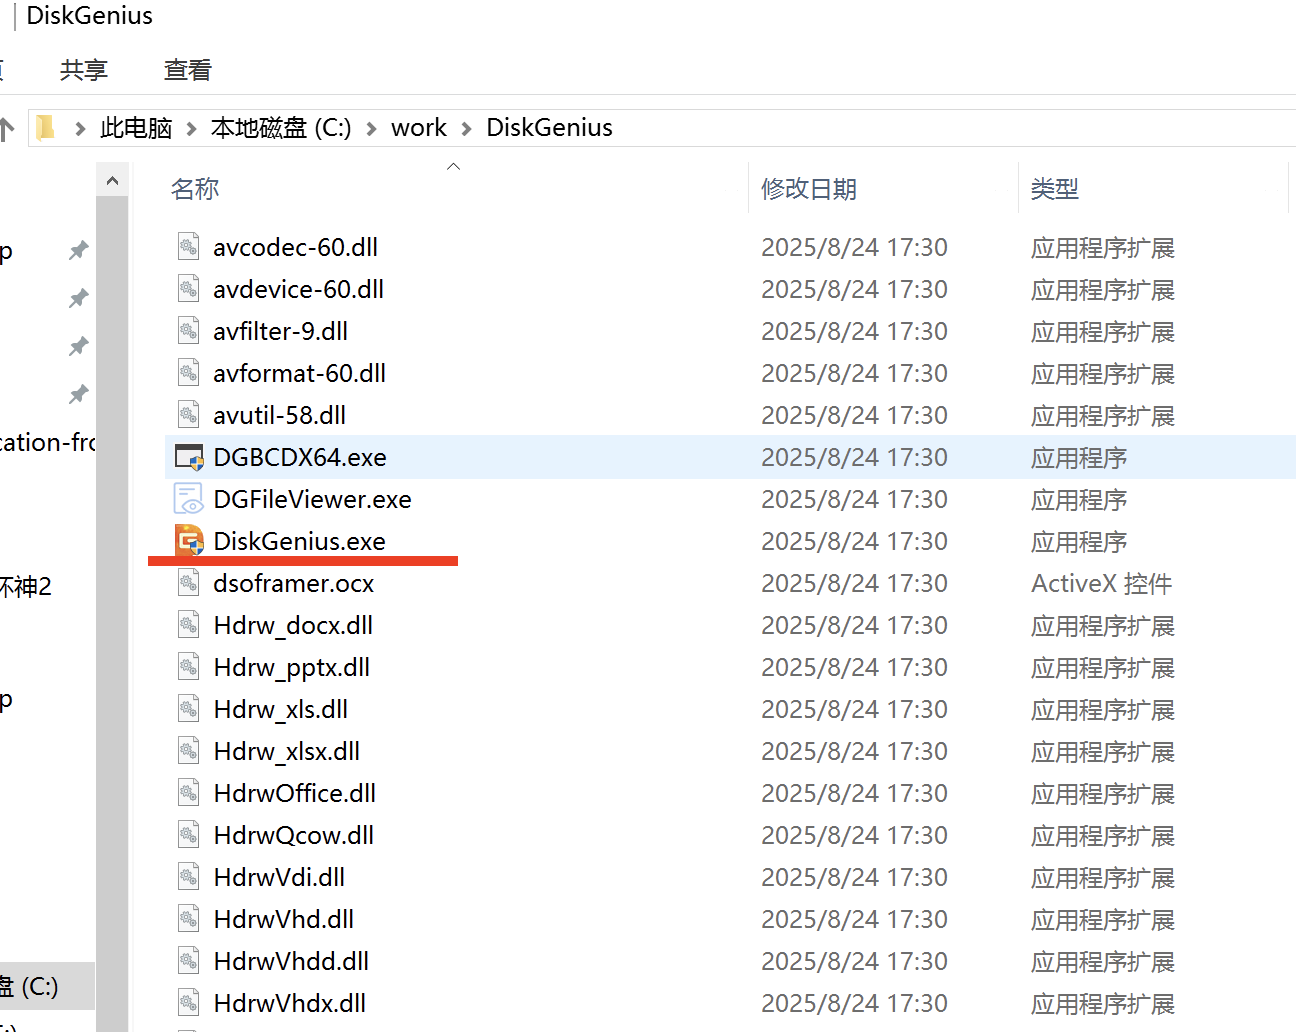 DiskGenius
共享 查看
此电脑 本地磁盘 (C:) work DiskGenius
名称 修改日期 类型
avcodec-60.dll 2025/8/24 17:30 应用程序扩展
avdevice-60.dll 2025/8/24 17:30 应用程序扩展
avfilter-9.dll 2025/8/24 17:30 应用程序扩展
avformat-60.dll 2025/8/24 17:30 应用程序扩展
avutil-58.dll 2025/8/24 17:30 应用程序扩展
DGBCDX64.exe 2025/8/24 17:30 应用程序
DGFileViewer.exe 2025/8/24 17:30 应用程序
DiskGenius.exe 2025/8/24 17:30 应用程序
dsoframer.ocx 2025/8/24 17:30 ActiveX 控件
Hdrw_docx.dll 2025/8/24 17:30 应用程序扩展
Hdrw_pptx.dll 2025/8/24 17:30 应用程序扩展
Hdrw_xls.dll 2025/8/24 17:30 应用程序扩展
Hdrw_xlsx.dll 2025/8/24 17:30 应用程序扩展
HdrwOffice.dll 2025/8/24 17:30 应用程序扩展
HdrwQcow.dll 2025/8/24 17:30 应用程序扩展
HdrwVdi.dll 2025/8/24 17:30 应用程序扩展
HdrwVhd.dll 2025/8/24 17:30 应用程序扩展
HdrwVhdd.dll 2025/8/24 17:30 应用程序扩展
盘 (C:)
HdrwVhdx.dll 2025/8/24 17:30 应用程序扩展